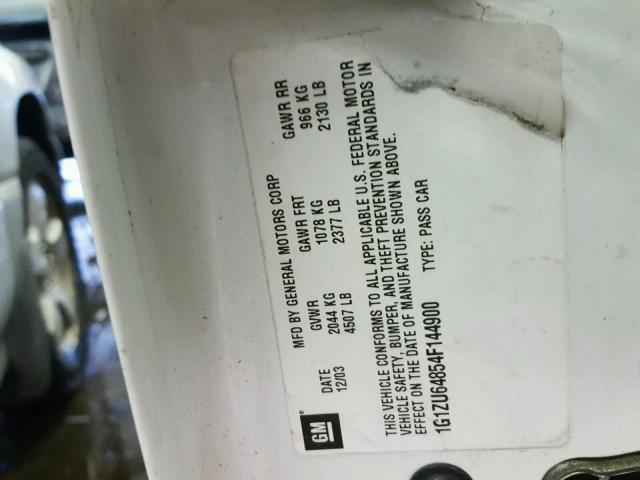 GM ®
MFD BY GENERAL MOTORS CORP
DATE GVWR GAWR FRT GAWR RR
12/03 2044 KG 1078 KG 966 KG
4507 LB 2377 LB 2130 LB
THIS VEHICLE CONFORMS TO ALL APPLICABLE U.S. FEDERAL MOTOR
VEHICLE SAFETY, BUMPER, AND THEFT PREVENTION STANDARDS IN
EFFECT ON THE DATE OF MANUFACTURE SHOWN ABOVE.
1G1ZU64854F144900 TYPE: PASS CAR